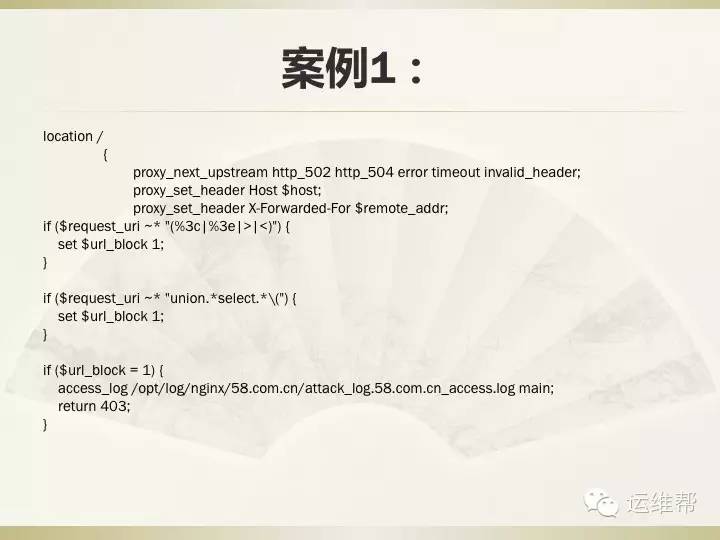 案例1：
location /
{
proxy_next_upstream http_502 http_504 error timeout invalid_header;
proxy_set_header Host $host;
proxy_set_header X-Forwarded-For $remote_addr;
if ($request_uri ~* "(%3c|%3e|>|<)") {
set $url_block 1;
}
if ($request_uri ~* "union.*select.*\(") {
set $url_block 1;
}
if ($url_block = 1) {
access_log /opt/log/nginx/58.com.cn/attack_log.58.com.cn_access.log main;
return 403;
}
运维帮